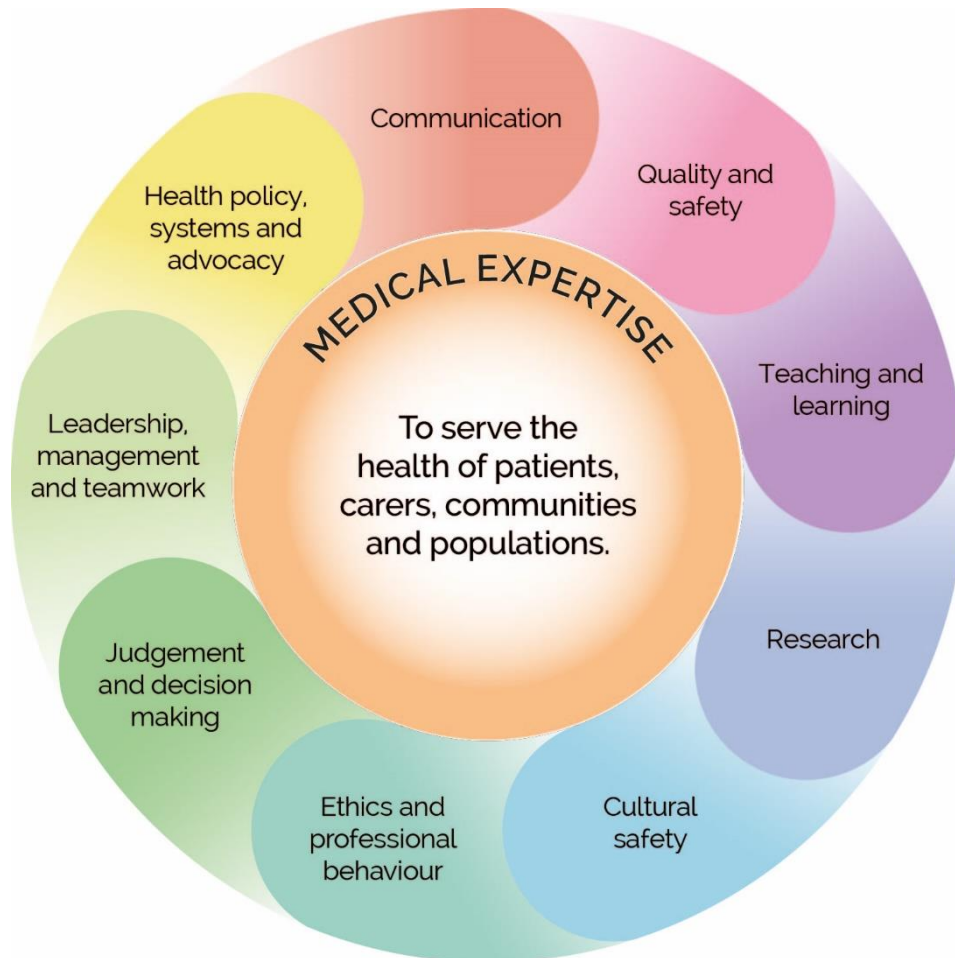 Communication
Quality and
safety
Teaching and
learning
Research
Cultural
safety
Ethics and
professional
behaviour
Judgement
and decision
making
Leadership,
management
and teamwork
Health policy,
systems and
advocacy
MEDICAL EXPERTISE
To serve the
health of patients,
carers, communities
and populations.